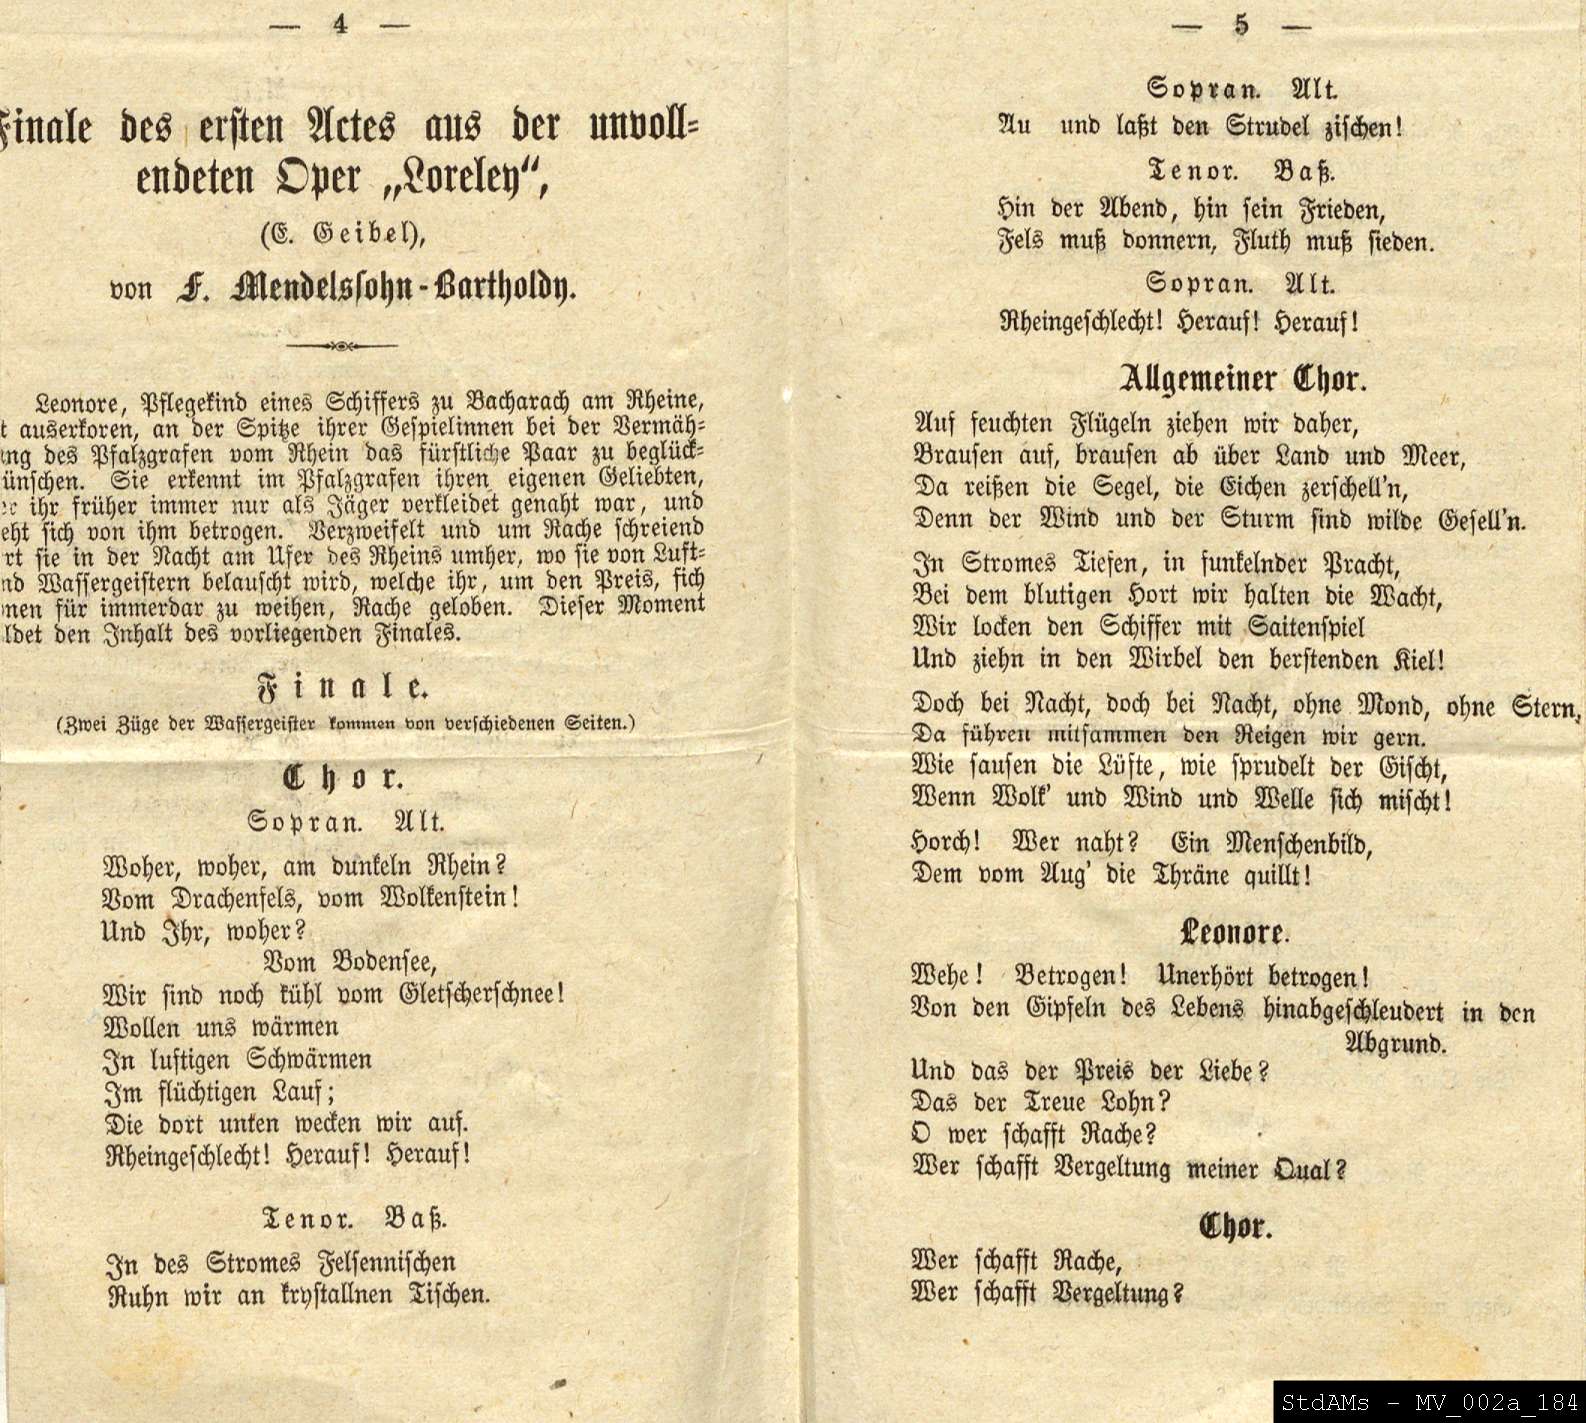 — 4 —
Finale des ersten Actes aus der unvoll-
endeten Oper „Loreley“,
(E. Geibel),
von F. Mendelssohn-Bartholdy.
Leonore, Pflegekind eines Schiffers zu Bacharach am Rheine,
t auserkoren, an der Spitze ihrer Gespielinnen bei der Vermäh-
ng des Pfalzgrafen vom Rhein das fürstliche Paar zu beglück-
ünschen. Sie erkennt im Pfalzgrafen ihren eigenen Geliebten,
er ihr früher immer nur als Jäger verkleidet genaht war, und
eht sich von ihm betrogen. Verzweifelt und um Rache schreiend
rt sie in der Nacht am Ufer des Rheins umher, wo sie von Luft-
nd Wassergeistern belauscht wird, welche ihr, um den Preis, sich
nen für immerdar zu weihen, Rache geloben. Dieser Moment
ldet den Inhalt des vorliegenden Finales.
Finale.
(Zwei Züge der Wassergeister kommen von verschiedenen Seiten.)
Chor.
Sopran. Alt.
Woher, woher, am dunkeln Rhein?
Vom Drachenfels, vom Wolkenstein!
Und Ihr, woher?
Vom Bodensee,
Wir sind noch kühl vom Gletscherschnee!
Wollen uns wärmen
In lustigen Schwärmen
Im flüchtigen Lauf;
Die dort unten wecken wir auf.
Rheingeschlecht! Herauf! Herauf!
Tenor. Baß.
In des Stromes Felsennischen
Ruhn wir an krystallnen Tischen.
— 5 —
Sopran. Alt.
Au und laßt den Strudel zischen!
Tenor. Baß.
Hin der Abend, hin sein Frieden,
Fels muß donnern, Fluth muß sieden.
Sopran. Alt.
Rheingeschlecht! Herauf! Herauf!
Allgemeiner Chor.
Auf feuchten Flügeln ziehen wir daher,
Brausen auf, brausen ab über Land und Meer,
Da reißen die Segel, die Eichen zerschell'n,
Denn der Wind und der Sturm sind wilde Gesell'n.
In Stromes Tiefen, in funkelnder Pracht,
Bei dem blutigen Hort wir halten die Wacht,
Wir locken den Schiffer mit Saitenspiel
Und ziehn in den Wirbel den berstenden Kiel!
Doch bei Nacht, doch bei Nacht, ohne Mond, ohne Stern,
Da führen mitsammen den Reigen wir gern.
Wie sausen die Lüfte, wie sprudelt der Gischt,
Wenn Wolk' und Wind und Welle sich mischt!
Horch! Wer naht? Ein Menschenbild,
Dem vom Aug' die Thräne quillt!
Leonore.
Wehe! Betrogen! Unerhört betrogen!
Von den Gipfeln des Lebens hinabgeschleudert in den
Abgrund.
Und das der Preis der Liebe?
Das der Treue Lohn?
O wer schafft Rache?
Wer schafft Vergeltung meiner Qual?
Chor.
Wer schafft Rache,
Wer schafft Vergeltung?
StdAMs - MV_002a_184